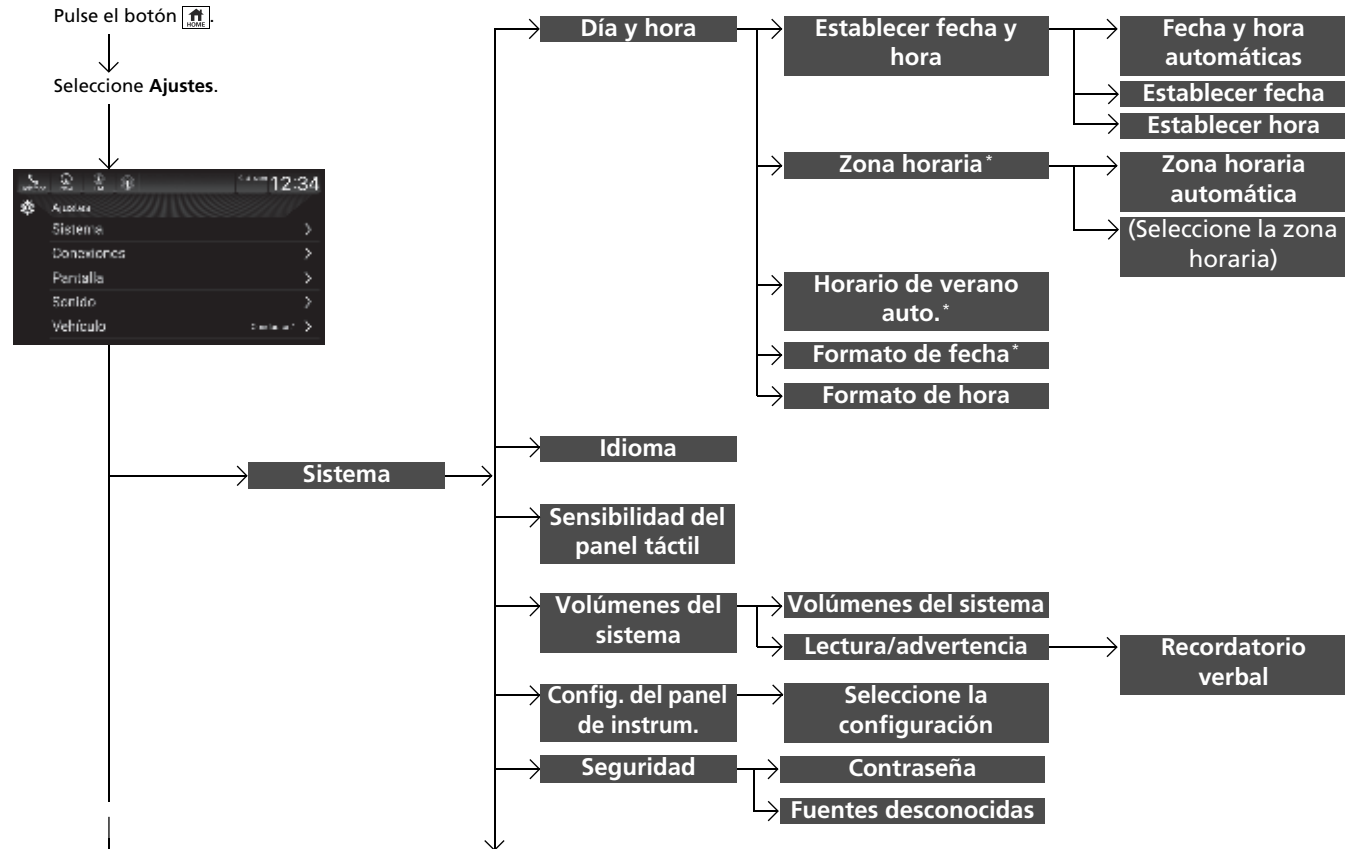 Pulse el botón HOME.
Seleccione Ajustes.
12:34
Ajustes
Sistema
Conexiones
Pantalla
Sonido
Vehículo
Sistema
Día y hora
Establecer fecha y
hora
Fecha y hora
automáticas
Establecer fecha
Establecer hora
Zona horaria*
Zona horaria
automática
(Seleccione la zona
horaria)
Horario de verano
auto.*
Formato de fecha*
Formato de hora
Idioma
Sensibilidad del
panel táctil
Volúmenes del
sistema
Volúmenes del sistema
Lectura/advertencia
Recordatorio
verbal
Config. del panel
de instrum.
Seleccione la
configuración
Seguridad
Contraseña
Fuentes desconocidas